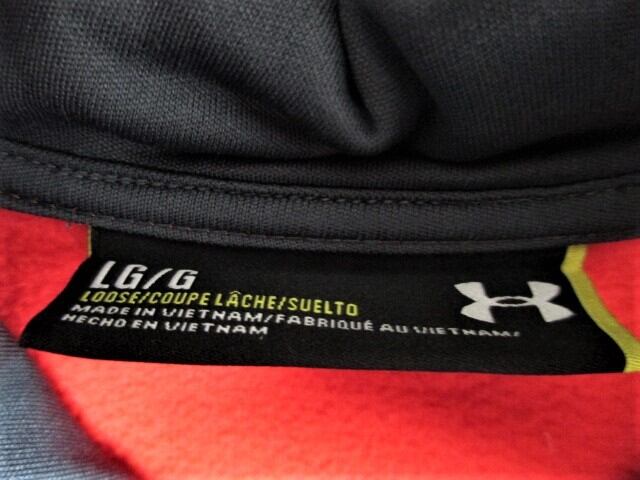 LG/G
LOOSE/COUPE LÂCHE/SUELTO
MADE IN VIETNAM/FABRIQUÉ AU VIETNAM/
HECHO EN VIETNAM